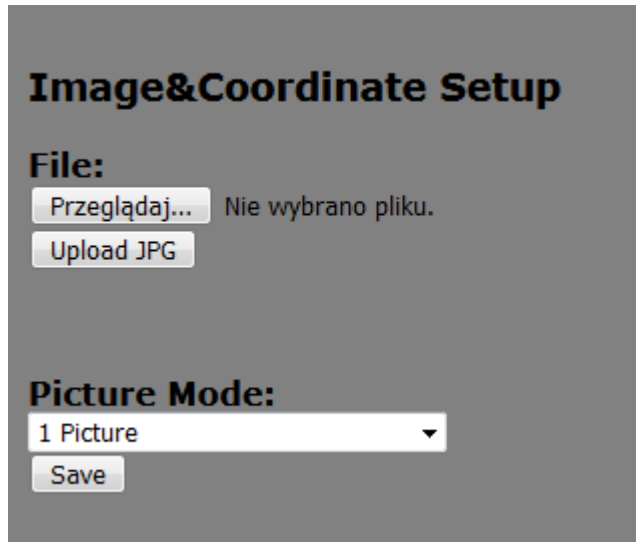 Image&Coordinate Setup
File:
Przeglądaj... Nie wybrano pliku.
Upload JPG
Picture Mode:
1 Picture
Save